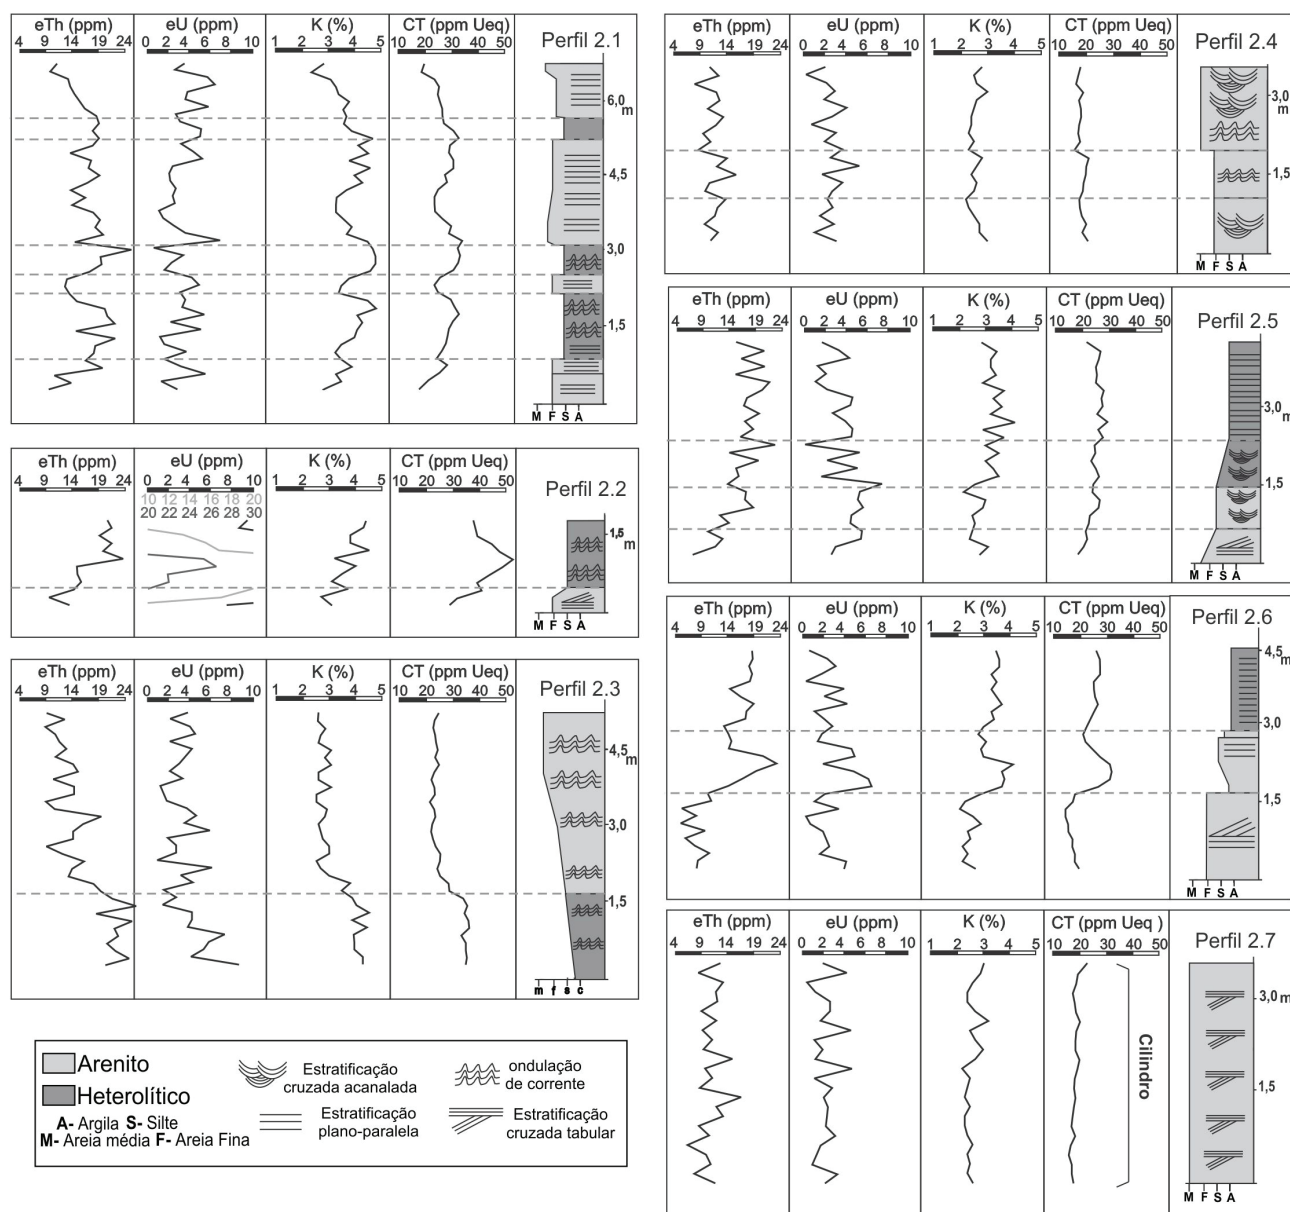 eTh (ppm) eU (ppm) K (%) CT (ppm Ueq)
4 9 14 19 24 0 2 4 6 8 10 1 2 3 4 5 10 20 30 40 50
Perfil 2.1
6,0
m
4,5
3,0
1,5
M F S A
eTh (ppm) eU (ppm) K (%) CT (ppm Ueq)
4 9 14 19 24 0 2 4 6 8 10 1 2 3 4 5 10 20 30 40 50
10 12 14 16 18 20
20 22 24 26 28 30
Perfil 2.2
1,5
m
M F S A
eTh (ppm) eU (ppm) K (%) CT (ppm Ueq)
4 9 14 19 24 0 2 4 6 8 10 1 2 3 4 5 10 20 30 40 50
Perfil 2.3
4,5
m
3,0
1,5
m f s c
Arenito
Heterolítico
A- Argila S- Silte
M- Areia média F- Areia Fina
Estratificação
cruzada acanalada
Estratificação
plano-paralela
ondulação
de corrente
Estratificação
cruzada tabular
eTh (ppm) eU (ppm) K (%) CT (ppm Ueq)
4 9 14 19 24 0 2 4 6 8 10 1 2 3 4 5 10 20 30 40 50
Perfil 2.4
3,0
m
1,5
M F S A
eTh (ppm) eU (ppm) K (%) CT (ppm Ueq)
4 9 14 19 24 0 2 4 6 8 10 1 2 3 4 5 10 20 30 40 50
Perfil 2.5
3,0
m
1,5
M F S A
eTh (ppm) eU (ppm) K (%) CT (ppm Ueq)
4 9 14 19 24 0 2 4 6 8 10 1 2 3 4 5 10 20 30 40 50
Perfil 2.6
4,5
m
3,0
1,5
M F S A
eTh (ppm) eU (ppm) K (%) CT (ppm Ueq )
4 9 14 19 24 0 2 4 6 8 10 1 2 3 4 5 10 20 30 40 50
Perfil 2.7
Cilindro
3,0 m
1,5
M F S A